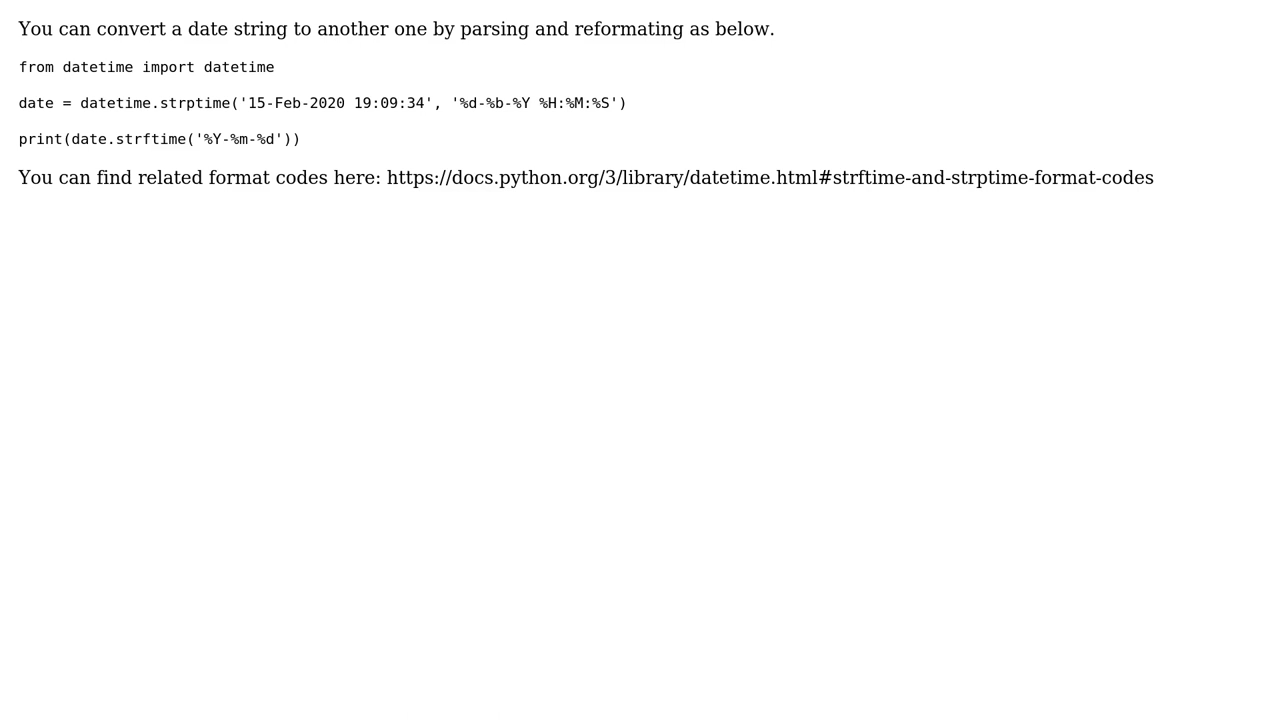 You can convert a date string to another one by parsing and reformating as below.
from datetime import datetime
date = datetime.strptime('15-Feb-2020 19:09:34', '%d-%b-%Y %H:%M:%S')
print(date.strftime('%Y-%m-%d'))
You can find related format codes here: https://docs.python.org/3/library/datetime.html#strftime-and-strptime-format-codes